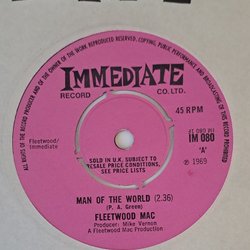 ALL RIGHTS OF THE RECORD PRODUCER AND OF THE OWNER OF THE WORK REPRODUCED RESERVED. COPYING, PUBLIC PERFORMANCE AND BROADCASTING OF THIS RECORD PROHIBITED
IMMEDIATE
RECORD CO. LTD.
45 RPM
Fleetwood/
Immediate
IM 080
'A'
SOLD IN U.K. SUBJECT TO
RESALE PRICE CONDITIONS,
SEE PRICE LISTS
℗ 1969
MAN OF THE WORLD (2.36)
(P. A. Green)
FLEETWOOD MAC
Producer: Mike Vernon
A Fleetwood Mac Production